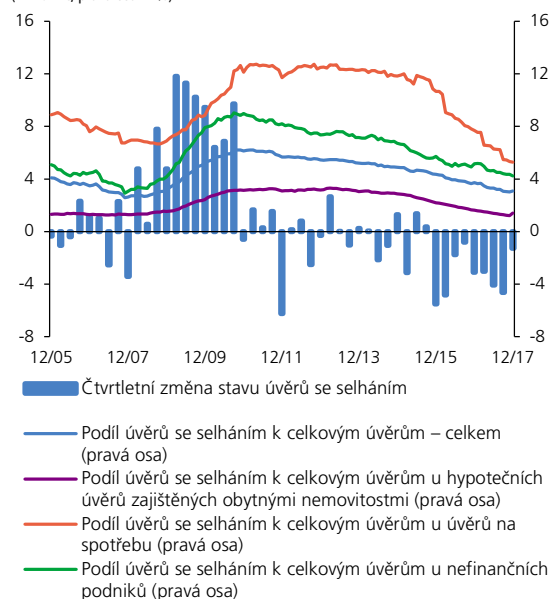 16 16
12 12
8 8
4 4
0 0
-4 -4
-8 -8
12/05 12/07 12/09 12/11 12/13 12/15 12/17
Čtvrtletní změna stavu úvěrů se selháním
Podíl úvěrů se selháním k celkovým úvěrům – celkem
(pravá osa)
Podíl úvěrů se selháním k celkovým úvěrům u hypotečních
úvěrů zajištěných obytnými nemovitostmi (pravá osa)
Podíl úvěrů se selháním k celkovým úvěrům u úvěrů na
spotřebu (pravá osa)
Podíl úvěrů se selháním k celkovým úvěrům u nefinančních
podniků (pravá osa)